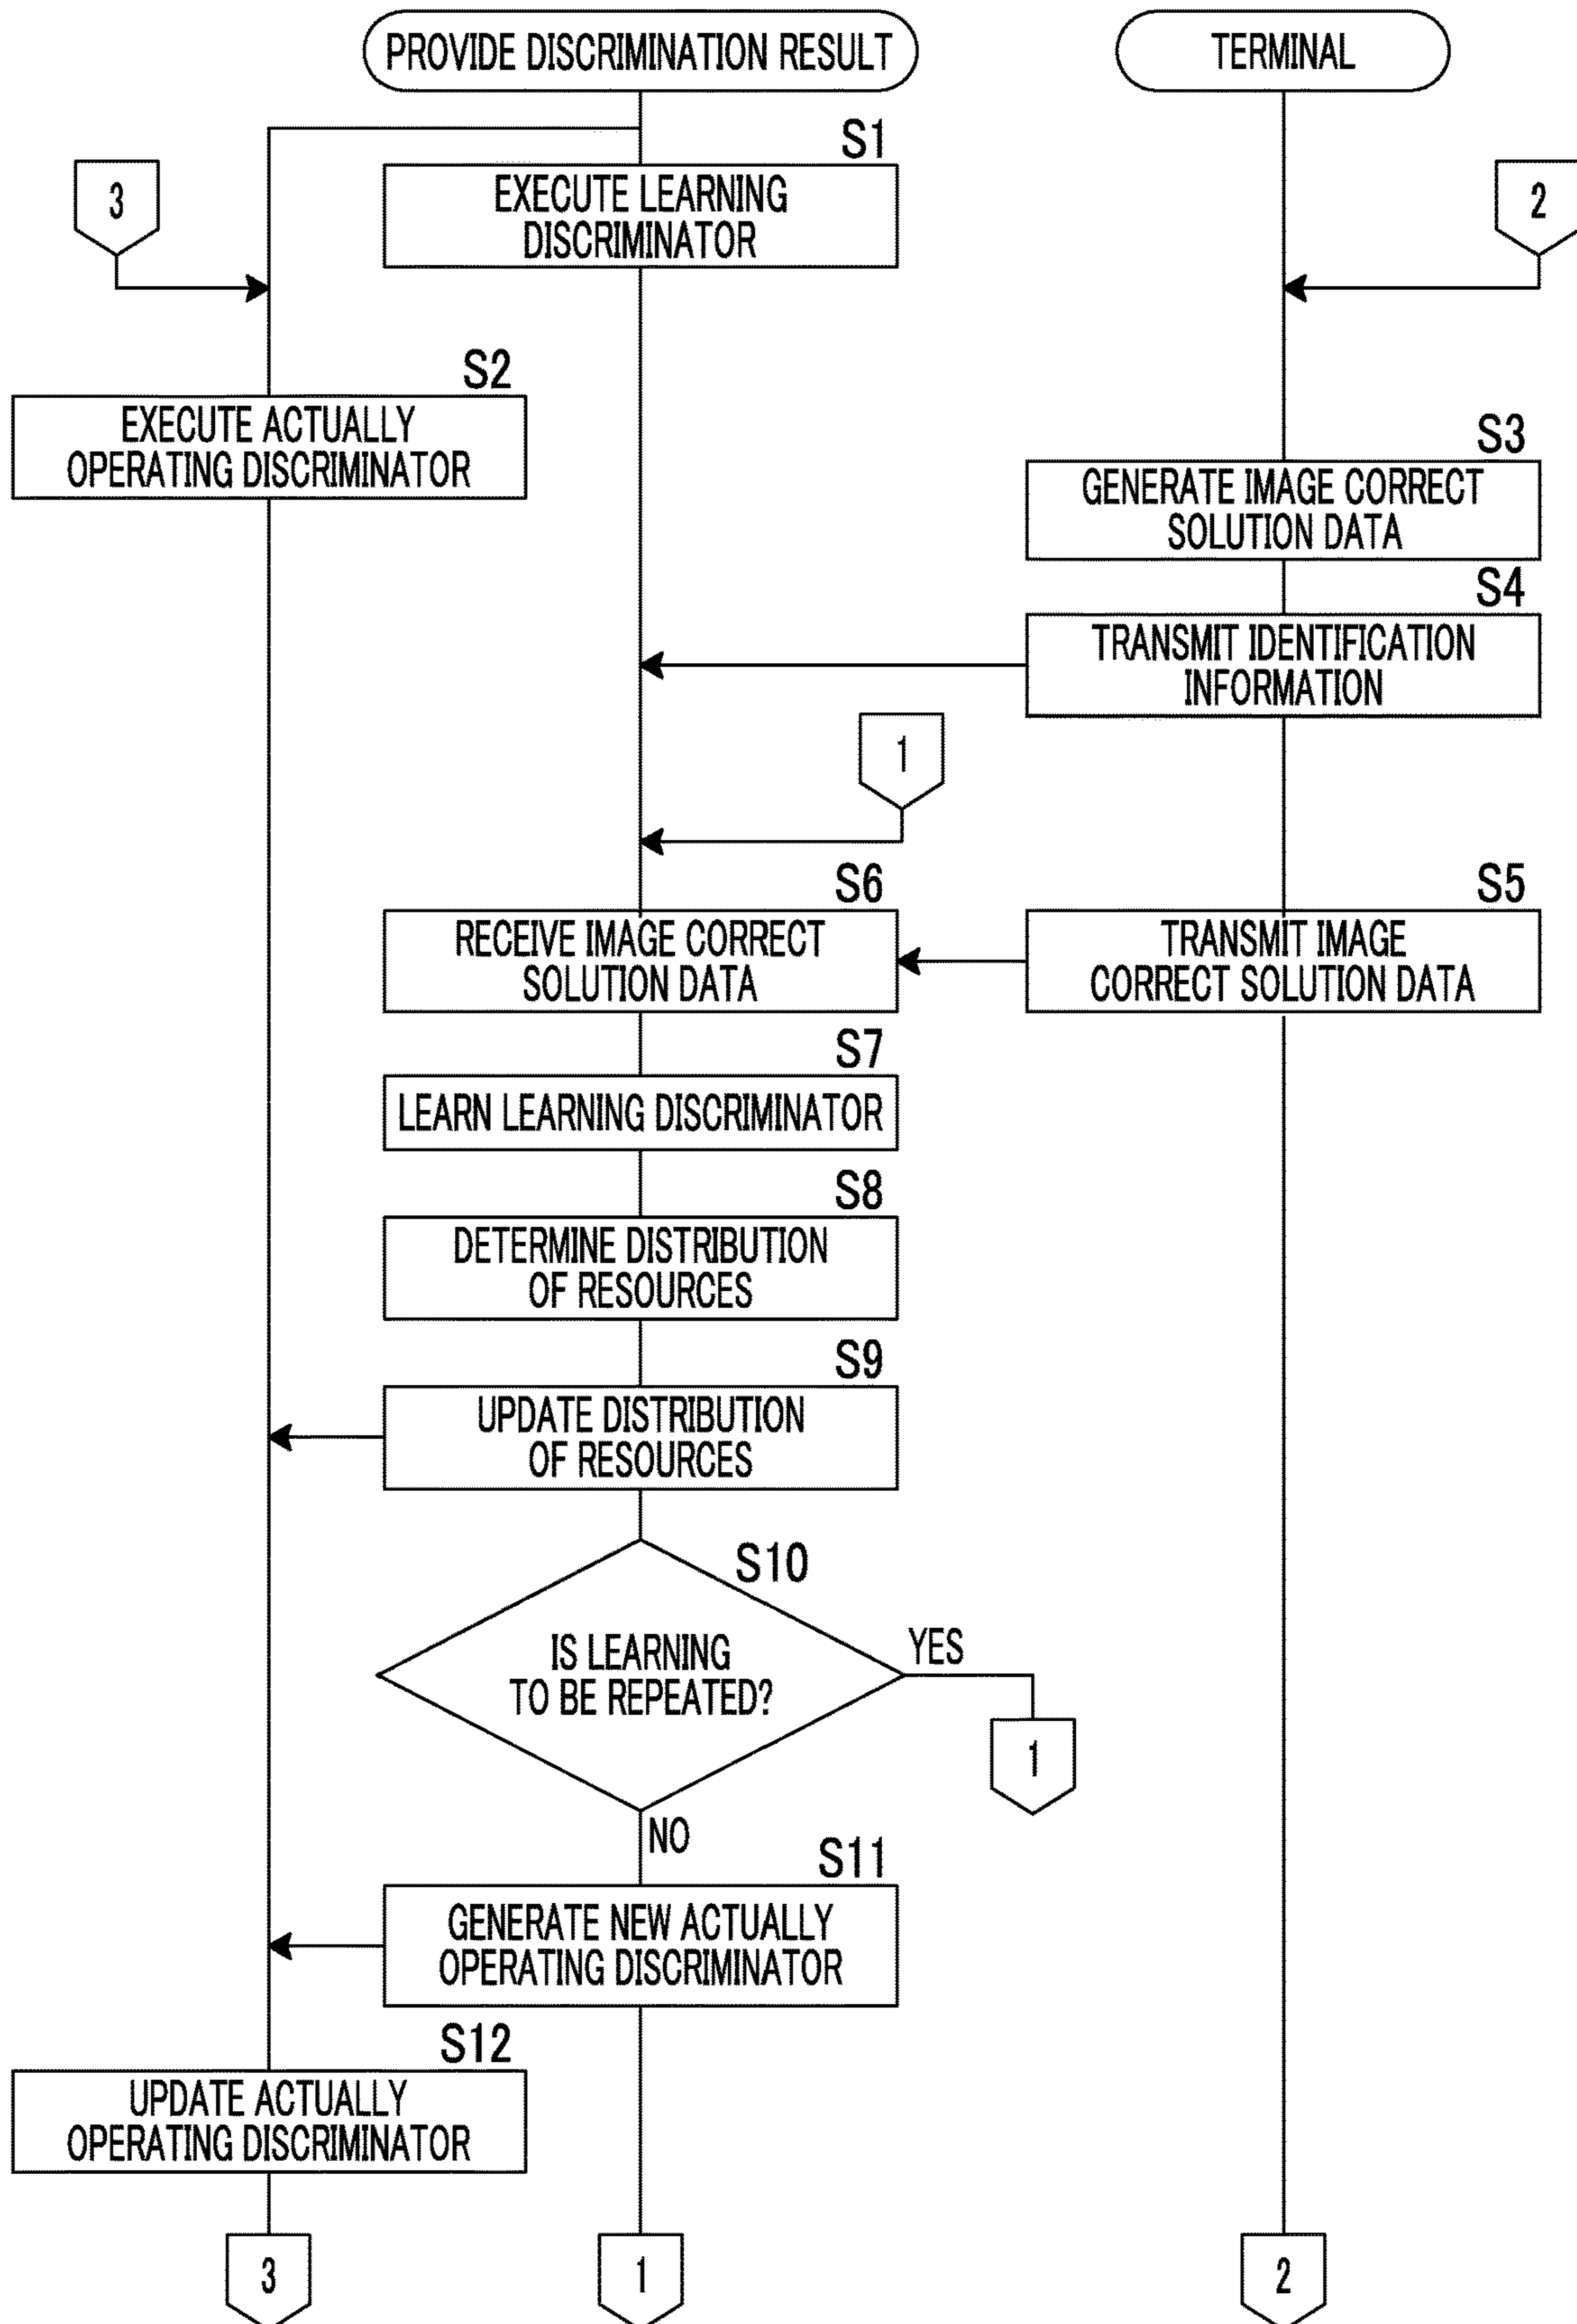 PROVIDE DISCRIMINATION RESULT
TERMINAL
S1
EXECUTE LEARNING
DISCRIMINATOR
3
2
S2
EXECUTE ACTUALLY
OPERATING DISCRIMINATOR
S3
GENERATE IMAGE CORRECT
SOLUTION DATA
S4
TRANSMIT IDENTIFICATION
INFORMATION
1
S6
RECEIVE IMAGE CORRECT
SOLUTION DATA
S5
TRANSMIT IMAGE
CORRECT SOLUTION DATA
S7
LEARN LEARNING DISCRIMINATOR
S8
DETERMINE DISTRIBUTION
OF RESOURCES
S9
UPDATE DISTRIBUTION
OF RESOURCES
S10
IS LEARNING
TO BE REPEATED?
YES
1
NO
S11
GENERATE NEW ACTUALLY
OPERATING DISCRIMINATOR
S12
UPDATE ACTUALLY
OPERATING DISCRIMINATOR
3
1
2